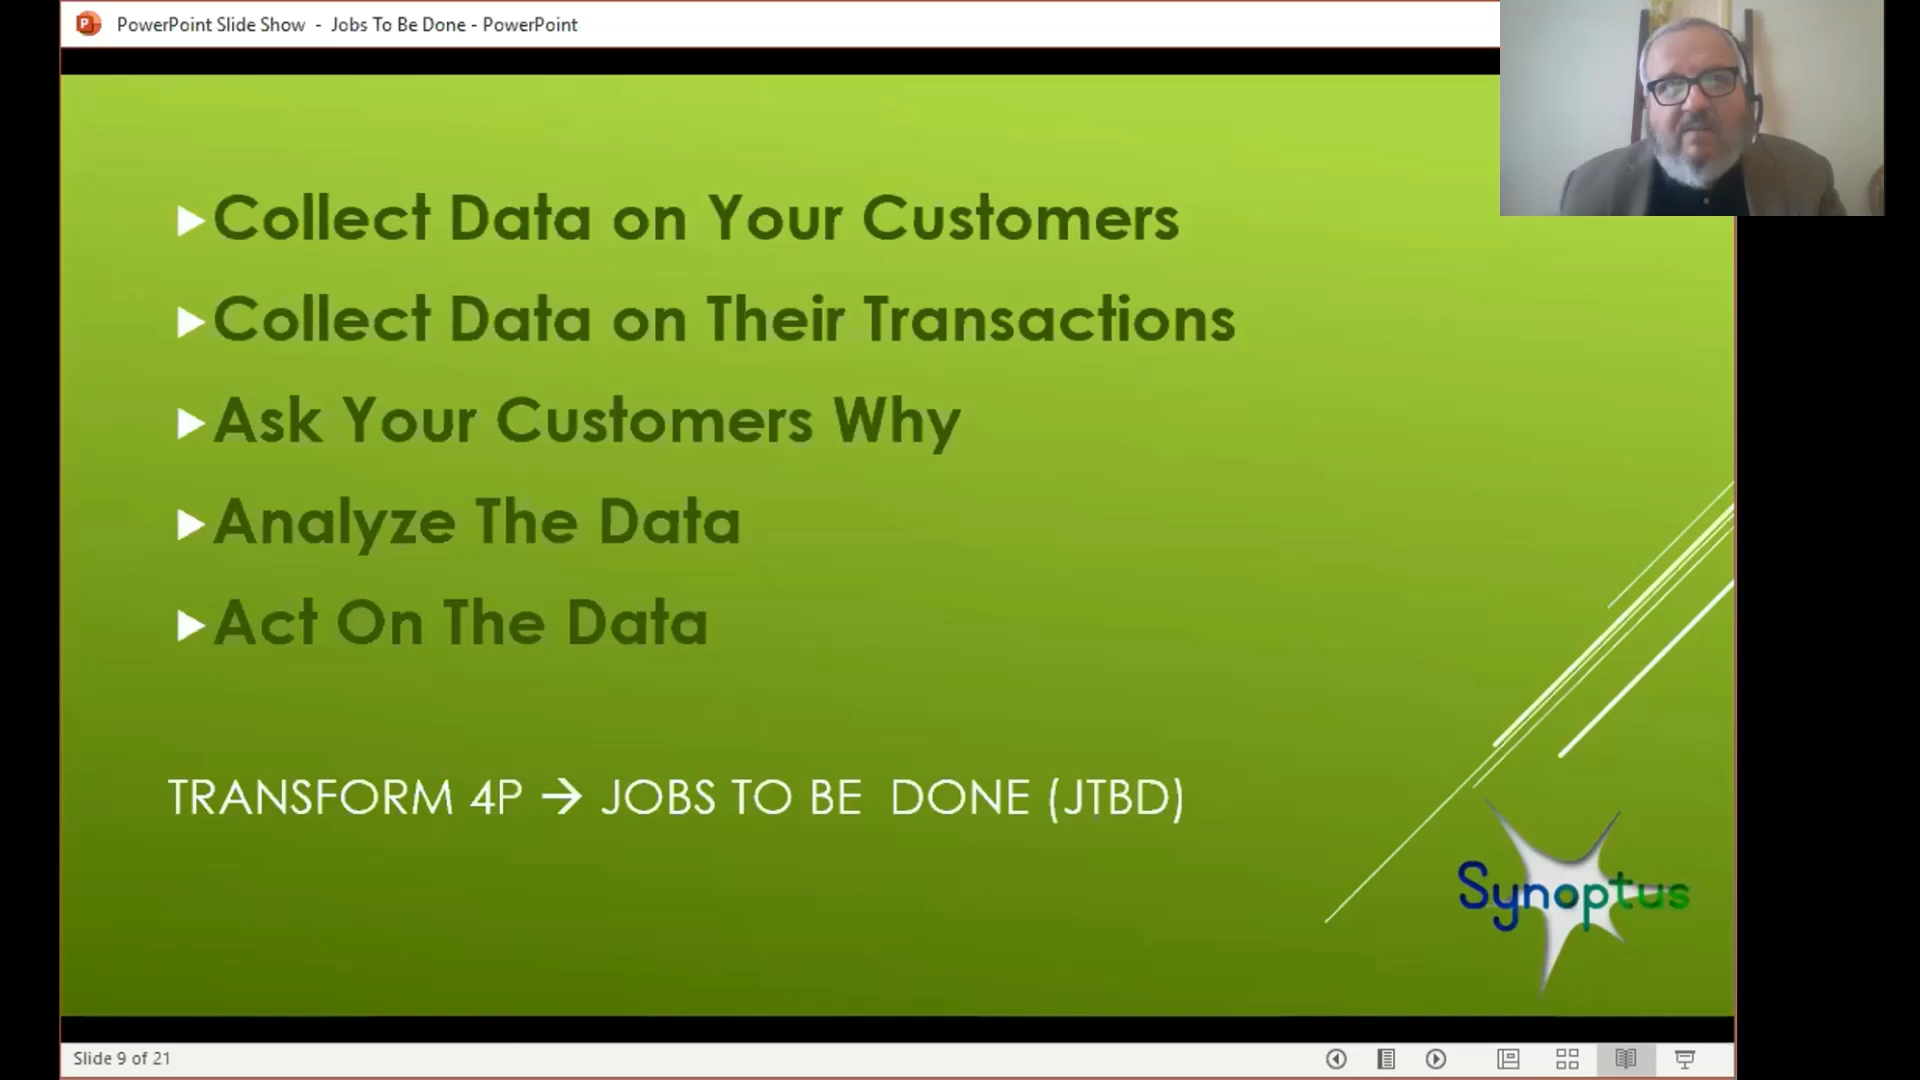 PowerPoint Slide Show - Jobs To Be Done - PowerPoint
Collect Data on Your Customers
Collect Data on Their Transactions
Ask Your Customers Why
Analyze The Data
Act On The Data
TRANSFORM 4P → JOBS TO BE DONE (JTBD)
Synoptus
Slide 9 of 21